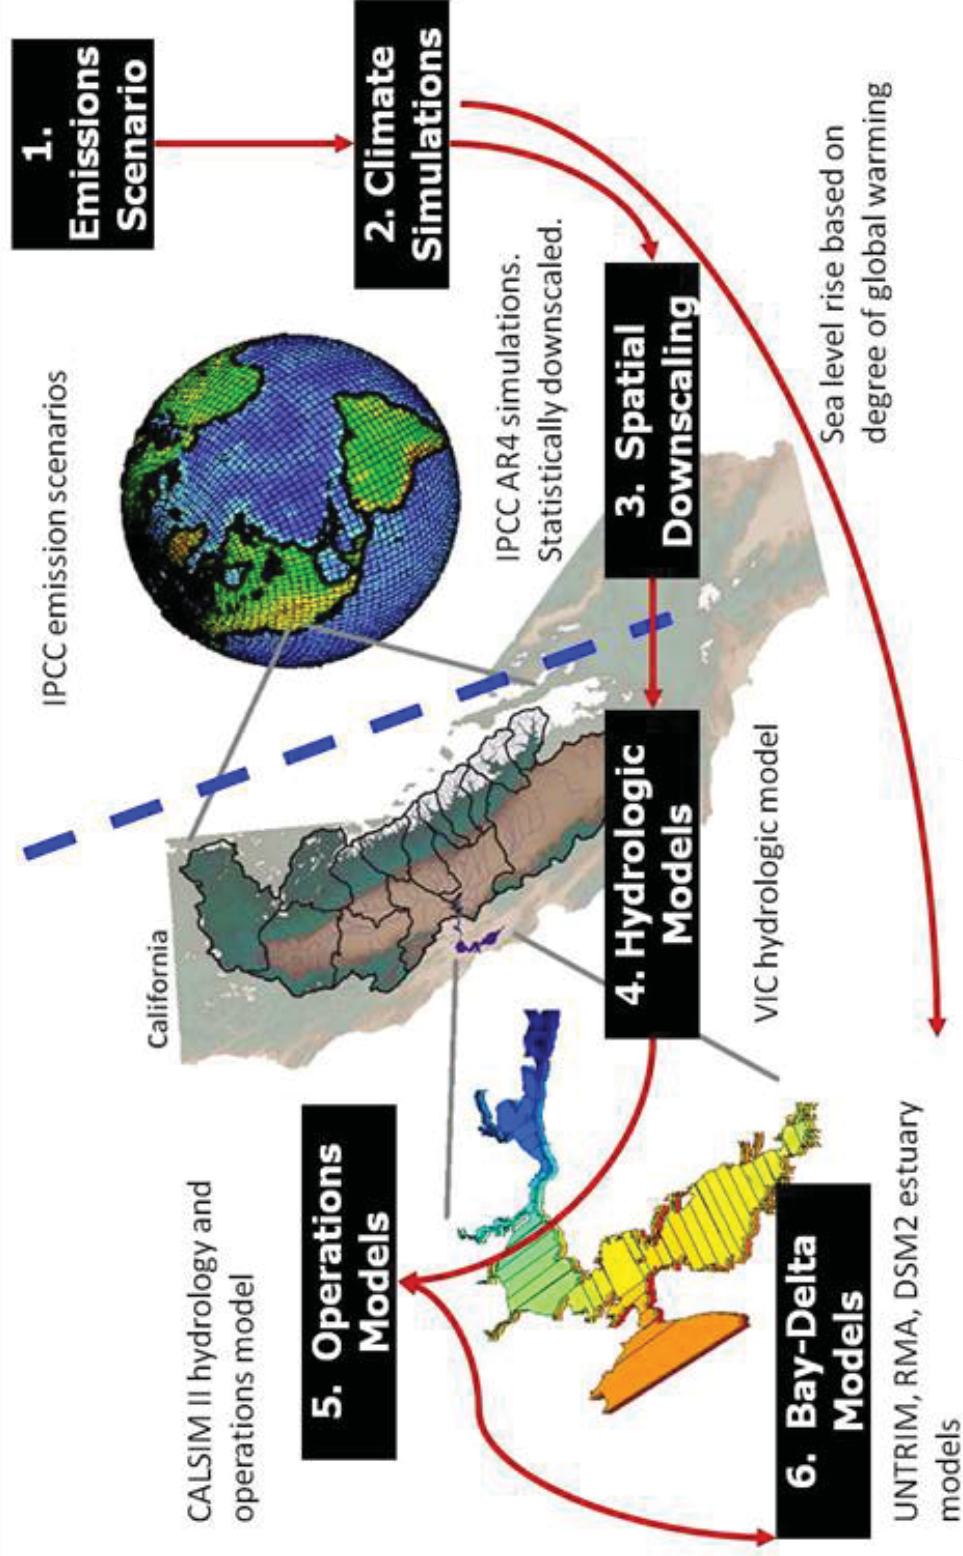 1.
Emissions
Scenario
IPCC emission scenarios
2. Climate
Simulations
IPCC AR4 simulations.
Statistically downscaled.
3. Spatial
Downscaling
Sea level rise based on
degree of global warming
California
4. Hydrologic
Models
VIC hydrologic model
CALSIM II hydrology and
operations model
5. Operations
Models
6. Bay-Delta
Models
UNTRIM, RMA, DSM2 estuary
models